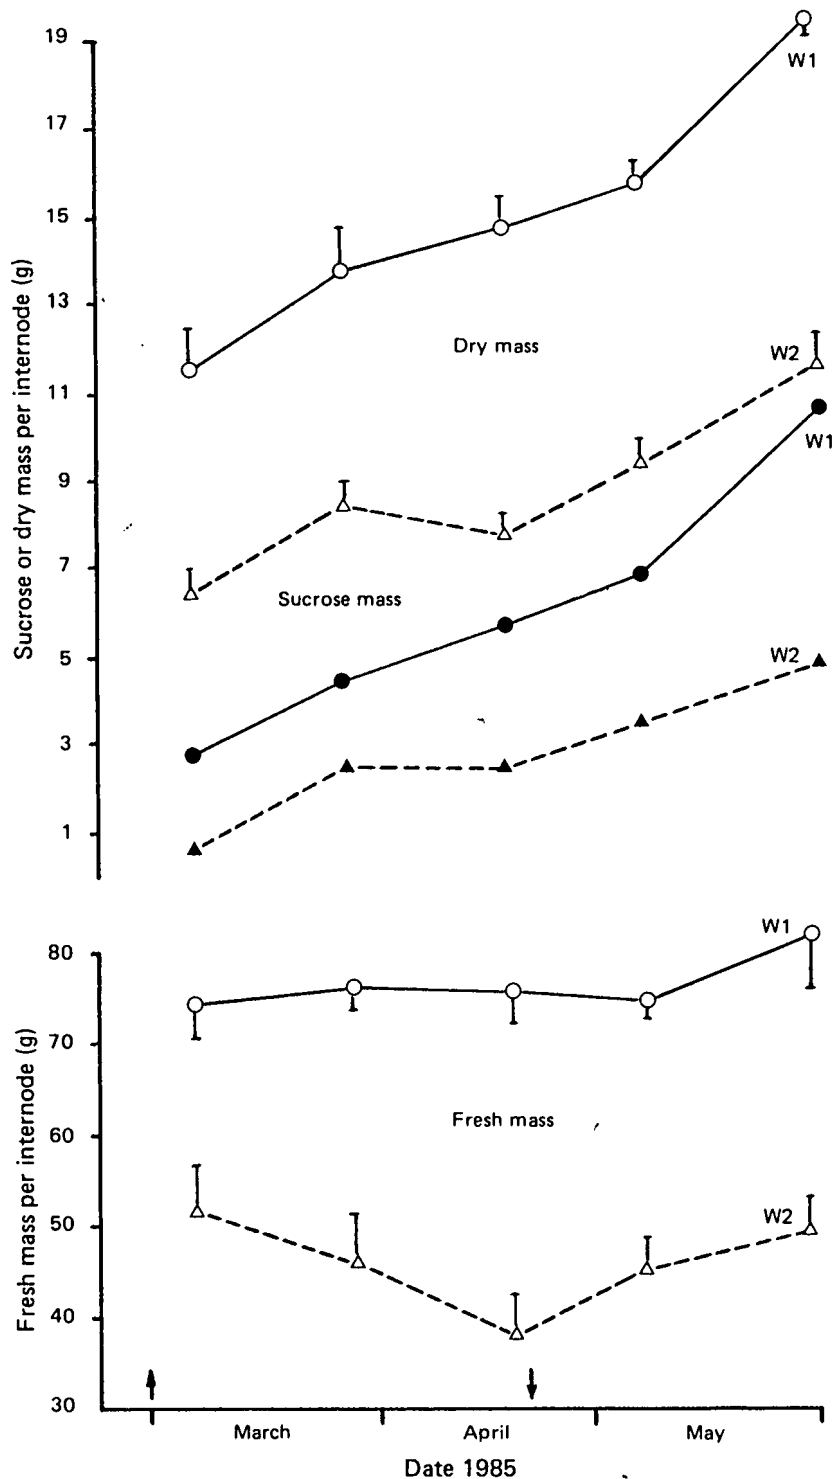 19
W1
17
15
13
Dry mass
W2
11
W1
9
7
Sucrose mass
5
W2
3
1
Sucrose or dry mass per internode (g)
80
W1
70
Fresh mass
60
50
W2
40
30
Fresh mass per internode (g)
March April May
Date 1985